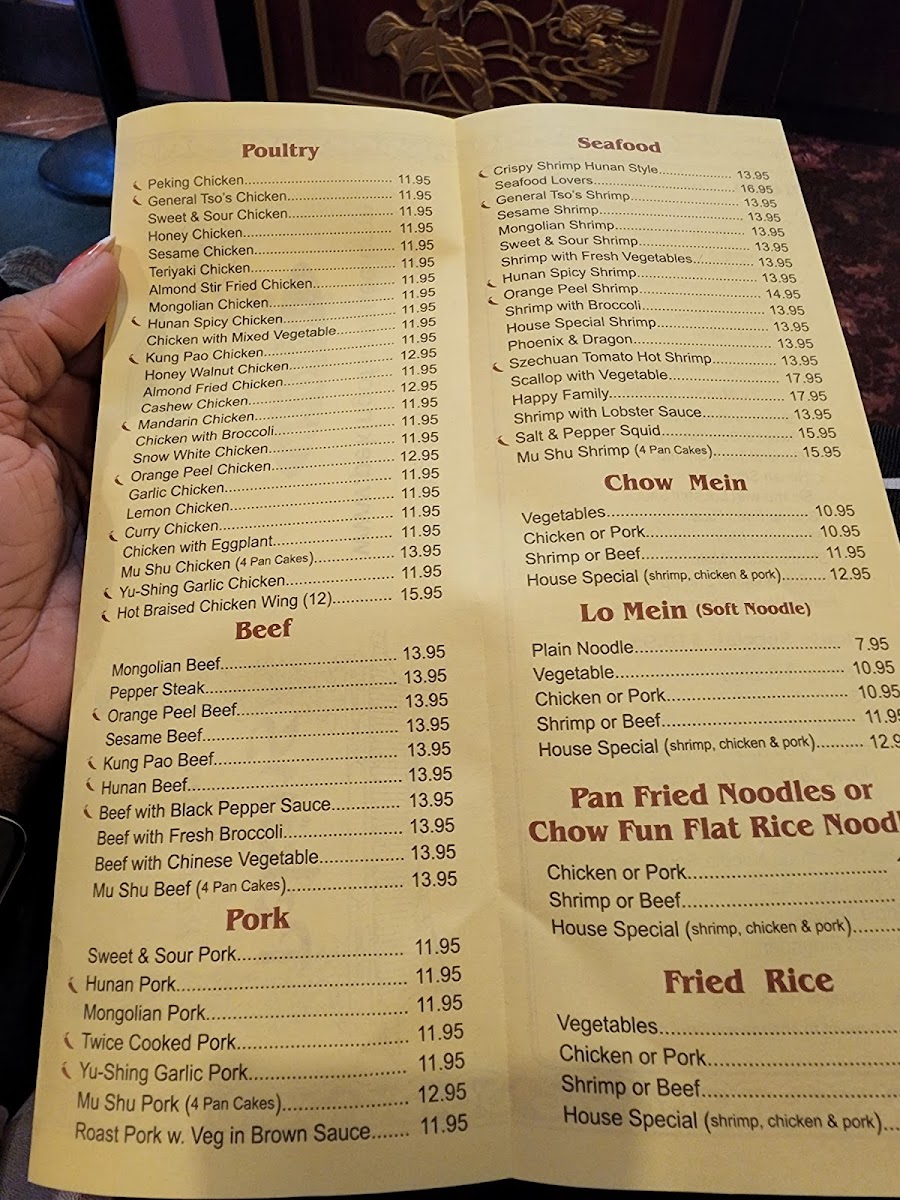 Poultry
Peking Chicken........................................ 11.95
General Tso's Chicken............................ 11.95
Sweet & Sour Chicken............................ 11.95
Honey Chicken........................................ 11.95
Sesame Chicken..................................... 11.95
Teriyaki Chicken...................................... 11.95
Almond Stir Fried Chicken...................... 11.95
Mongolian Chicken................................. 11.95
Hunan Spicy Chicken.............................. 11.95
Chicken with Mixed Vegetable............... 11.95
Kung Pao Chicken................................... 11.95
Honey Walnut Chicken............................ 12.95
Almond Fried Chicken............................. 11.95
Cashew Chicken...................................... 12.95
Mandarin Chicken.................................... 11.95
Chicken with Broccoli............................... 11.95
Snow White Chicken................................ 11.95
Orange Peel Chicken............................... 12.95
Garlic Chicken.......................................... 11.95
Lemon Chicken........................................ 11.95
Curry Chicken.......................................... 11.95
Chicken with Eggplant.............................. 11.95
Mu Shu Chicken (4 Pan Cakes)................ 13.95
Yu-Shing Garlic Chicken.......................... 11.95
Hot Braised Chicken Wing (12)............. 15.95
Beef
Mongolian Beef..................................... 13.95
Pepper Steak........................................ 13.95
Orange Peel Beef.................................. 13.95
Sesame Beef......................................... 13.95
Kung Pao Beef...................................... 13.95
Hunan Beef........................................... 13.95
Beef with Black Pepper Sauce............. 13.95
Beef with Fresh Broccoli....................... 13.95
Beef with Chinese Vegetable................ 13.95
Mu Shu Beef (4 Pan Cakes)...................... 13.95
Pork
Sweet & Sour Pork............................... 11.95
Hunan Pork.......................................... 11.95
Mongolian Pork.................................... 11.95
Twice Cooked Pork.............................. 11.95
Yu-Shing Garlic Pork............................ 11.95
Mu Shu Pork (4 Pan Cakes)..................... 12.95
Roast Pork w. Veg in Brown Sauce....... 11.95
Seafood
Crispy Shrimp Hunan Style.................. 13.95
Seafood Lovers................................... 16.95
General Tso's Shrimp.......................... 13.95
Sesame Shrimp................................... 13.95
Mongolian Shrimp................................ 13.95
Sweet & Sour Shrimp........................... 13.95
Shrimp with Fresh Vegetables............... 13.95
Hunan Spicy Shrimp............................. 13.95
Orange Peel Shrimp............................. 14.95
Shrimp with Broccoli............................. 13.95
House Special Shrimp.......................... 13.95
Phoenix & Dragon................................ 13.95
Szechuan Tomato Hot Shrimp................ 13.95
Scallop with Vegetable......................... 17.95
Happy Family....................................... 17.95
Shrimp with Lobster Sauce................... 13.95
Salt & Pepper Squid............................. 15.95
Mu Shu Shrimp (4 Pan Cakes).................. 15.95
Chow Mein
Vegetables........................................... 10.95
Chicken or Pork.................................... 10.95
Shrimp or Beef...................................... 11.95
House Special (shrimp, chicken & pork).......... 12.95
Lo Mein (Soft Noodle)
Plain Noodle......................................... 7.95
Vegetable............................................. 10.95
Chicken or Pork.................................... 10.95
Shrimp or Beef...................................... 11.95
House Special (shrimp, chicken & pork).......... 12.9
Pan Fried Noodles or
Chow Fun Flat Rice Noodl
Chicken or Pork........................................
Shrimp or Beef.........................................
House Special (shrimp, chicken & pork)..........
Fried Rice
Vegetables..............................................
Chicken or Pork.......................................
Shrimp or Beef.........................................
House Special (shrimp, chicken & pork)...